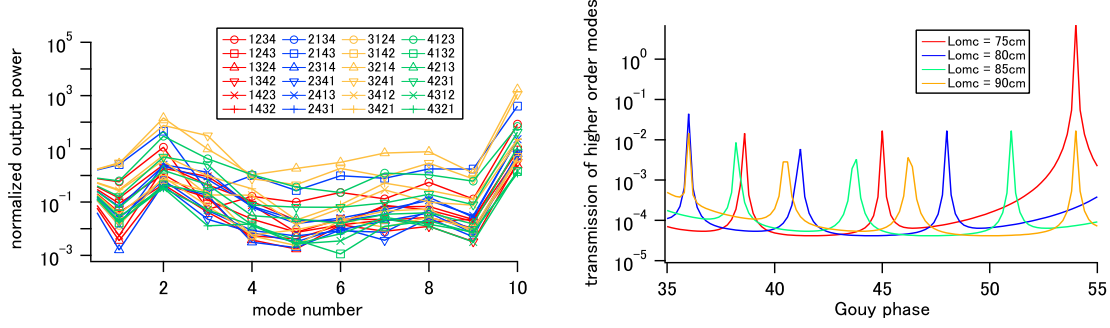 normalized output power
10^5
10^3
10^1
10^-1
10^-3
1234 2134 3124 4123
1243 2143 3142 4132
1324 2314 3214 4213
1342 2341 3241 4231
1423 2413 3412 4312
1432 2431 3421 4321
2 4 6 8 10
mode number
transmission of higher order modes
10^0
10^-1
10^-2
10^-3
10^-4
10^-5
Lomc = 75cm
Lomc = 80cm
Lomc = 85cm
Lomc = 90cm
35 40 45 50 55
Gouy phase